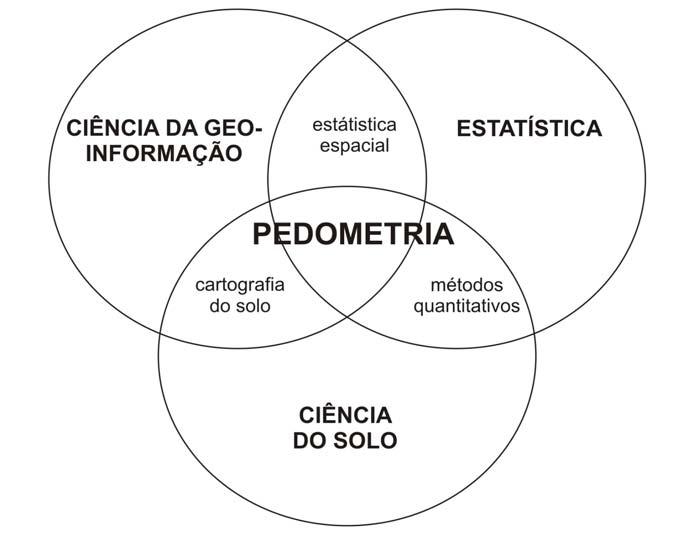 CIÊNCIA DA GEO-
INFORMAÇÃO
estátistica
espacial
ESTATÍSTICA
PEDOMETRIA
cartografia
do solo
métodos
quantitativos
CIÊNCIA
DO SOLO